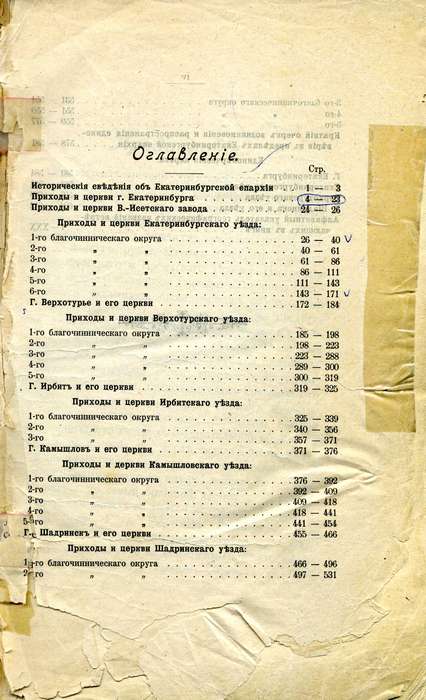 Оглавленіе.
Стр.
Историческія свѣдѣнія объ Екатеринбургской епархіи 1 — 3
Приходы и церкви г. Екатеринбурга . . . . . . . . . 4 — 23
Приходы и церкви В.-Исетскаго завода . . . . . . . . 24 — 26
Приходы и церкви Екатеринбургскаго уѣзда:
1-го благочинническаго округа . . . . . . . . . . 26 — 40
2-го „ „ . . . . . . . . . . 40 — 61
3-го „ „ . . . . . . . . . . 61 — 86
4-го „ „ . . . . . . . . . . 86 — 111
5-го „ „ . . . . . . . . . . 111 — 143
6-го „ „ . . . . . . . . . . 143 — 171
Г. Верхотурье и его церкви . . . . . . . . . . 172 — 184
Приходы и церкви Верхотурскаго уѣзда:
1-го благочинническаго округа . . . . . . . . . . 185 — 198
2-го „ „ . . . . . . . . . . 198 — 223
3-го „ „ . . . . . . . . . . 223 — 288
4-го „ „ . . . . . . . . . . 289 — 300
5-го „ „ . . . . . . . . . . 300 — 319
Г. Ирбитъ и его церкви . . . . . . . . . . 319 — 325
Приходы и церкви Ирбитскаго уѣзда:
1-го благочинническаго округа . . . . . . . . . . 325 — 339
2-го „ „ . . . . . . . . . . 340 — 356
3-го „ „ . . . . . . . . . . 357 — 371
Г. Камышловъ и его церкви . . . . . . . . . . 371 — 376
Приходы и церкви Камышловскаго уѣзда:
1-го благочинническаго округа . . . . . . . . . . 376 — 392
2-го „ „ . . . . . . . . . . 392 — 409
3-го „ „ . . . . . . . . . . 409 — 418
4-го „ „ . . . . . . . . . . 418 — 441
5-го „ „ . . . . . . . . . . 441 — 454
Г. Шадринскъ и его церкви . . . . . . . . . . 455 — 466
Приходы и церкви Шадринскаго уѣзда:
1-го благочинническаго округа . . . . . . . . . . 466 — 496
2-го „ „ . . . . . . . . . . 497 — 531